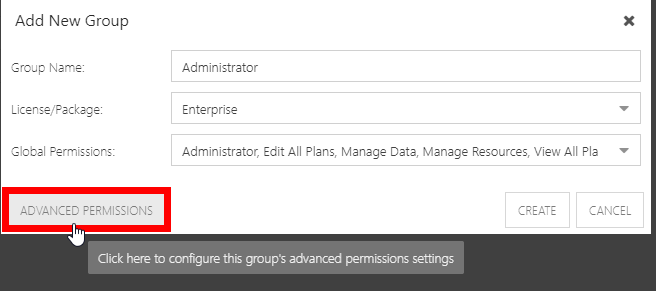 Add New Group
Group Name:
Administrator
License/Package:
Enterprise
Global Permissions:
Administrator, Edit All Plans, Manage Data, Manage Resources, View All Pla
ADVANCED PERMISSIONS
CREATE
CANCEL
Click here to configure this group's advanced permissions settings